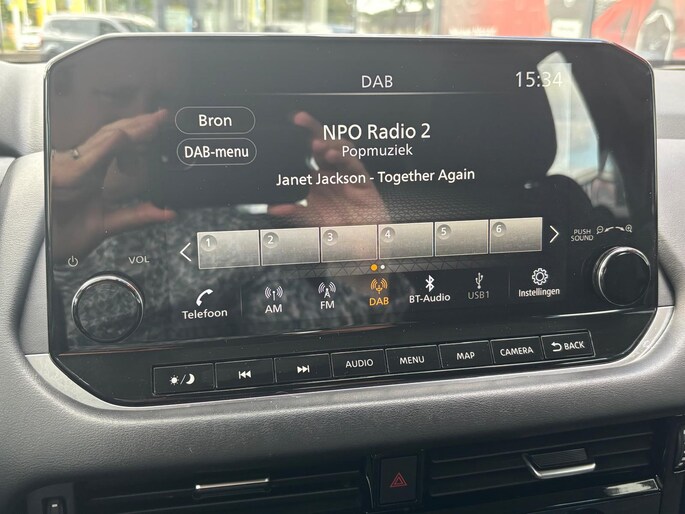 DAB
15:34
Bron
NPO Radio 2
DAB-menu
Popmuziek
Janet Jackson - Together Again
1 2 3 4 5 6
VOL
PUSH
SOUND
Telefoon
AM
FM
DAB
BT-Audio
USB1
Instellingen
AUDIO
MENU
MAP
CAMERA
BACK